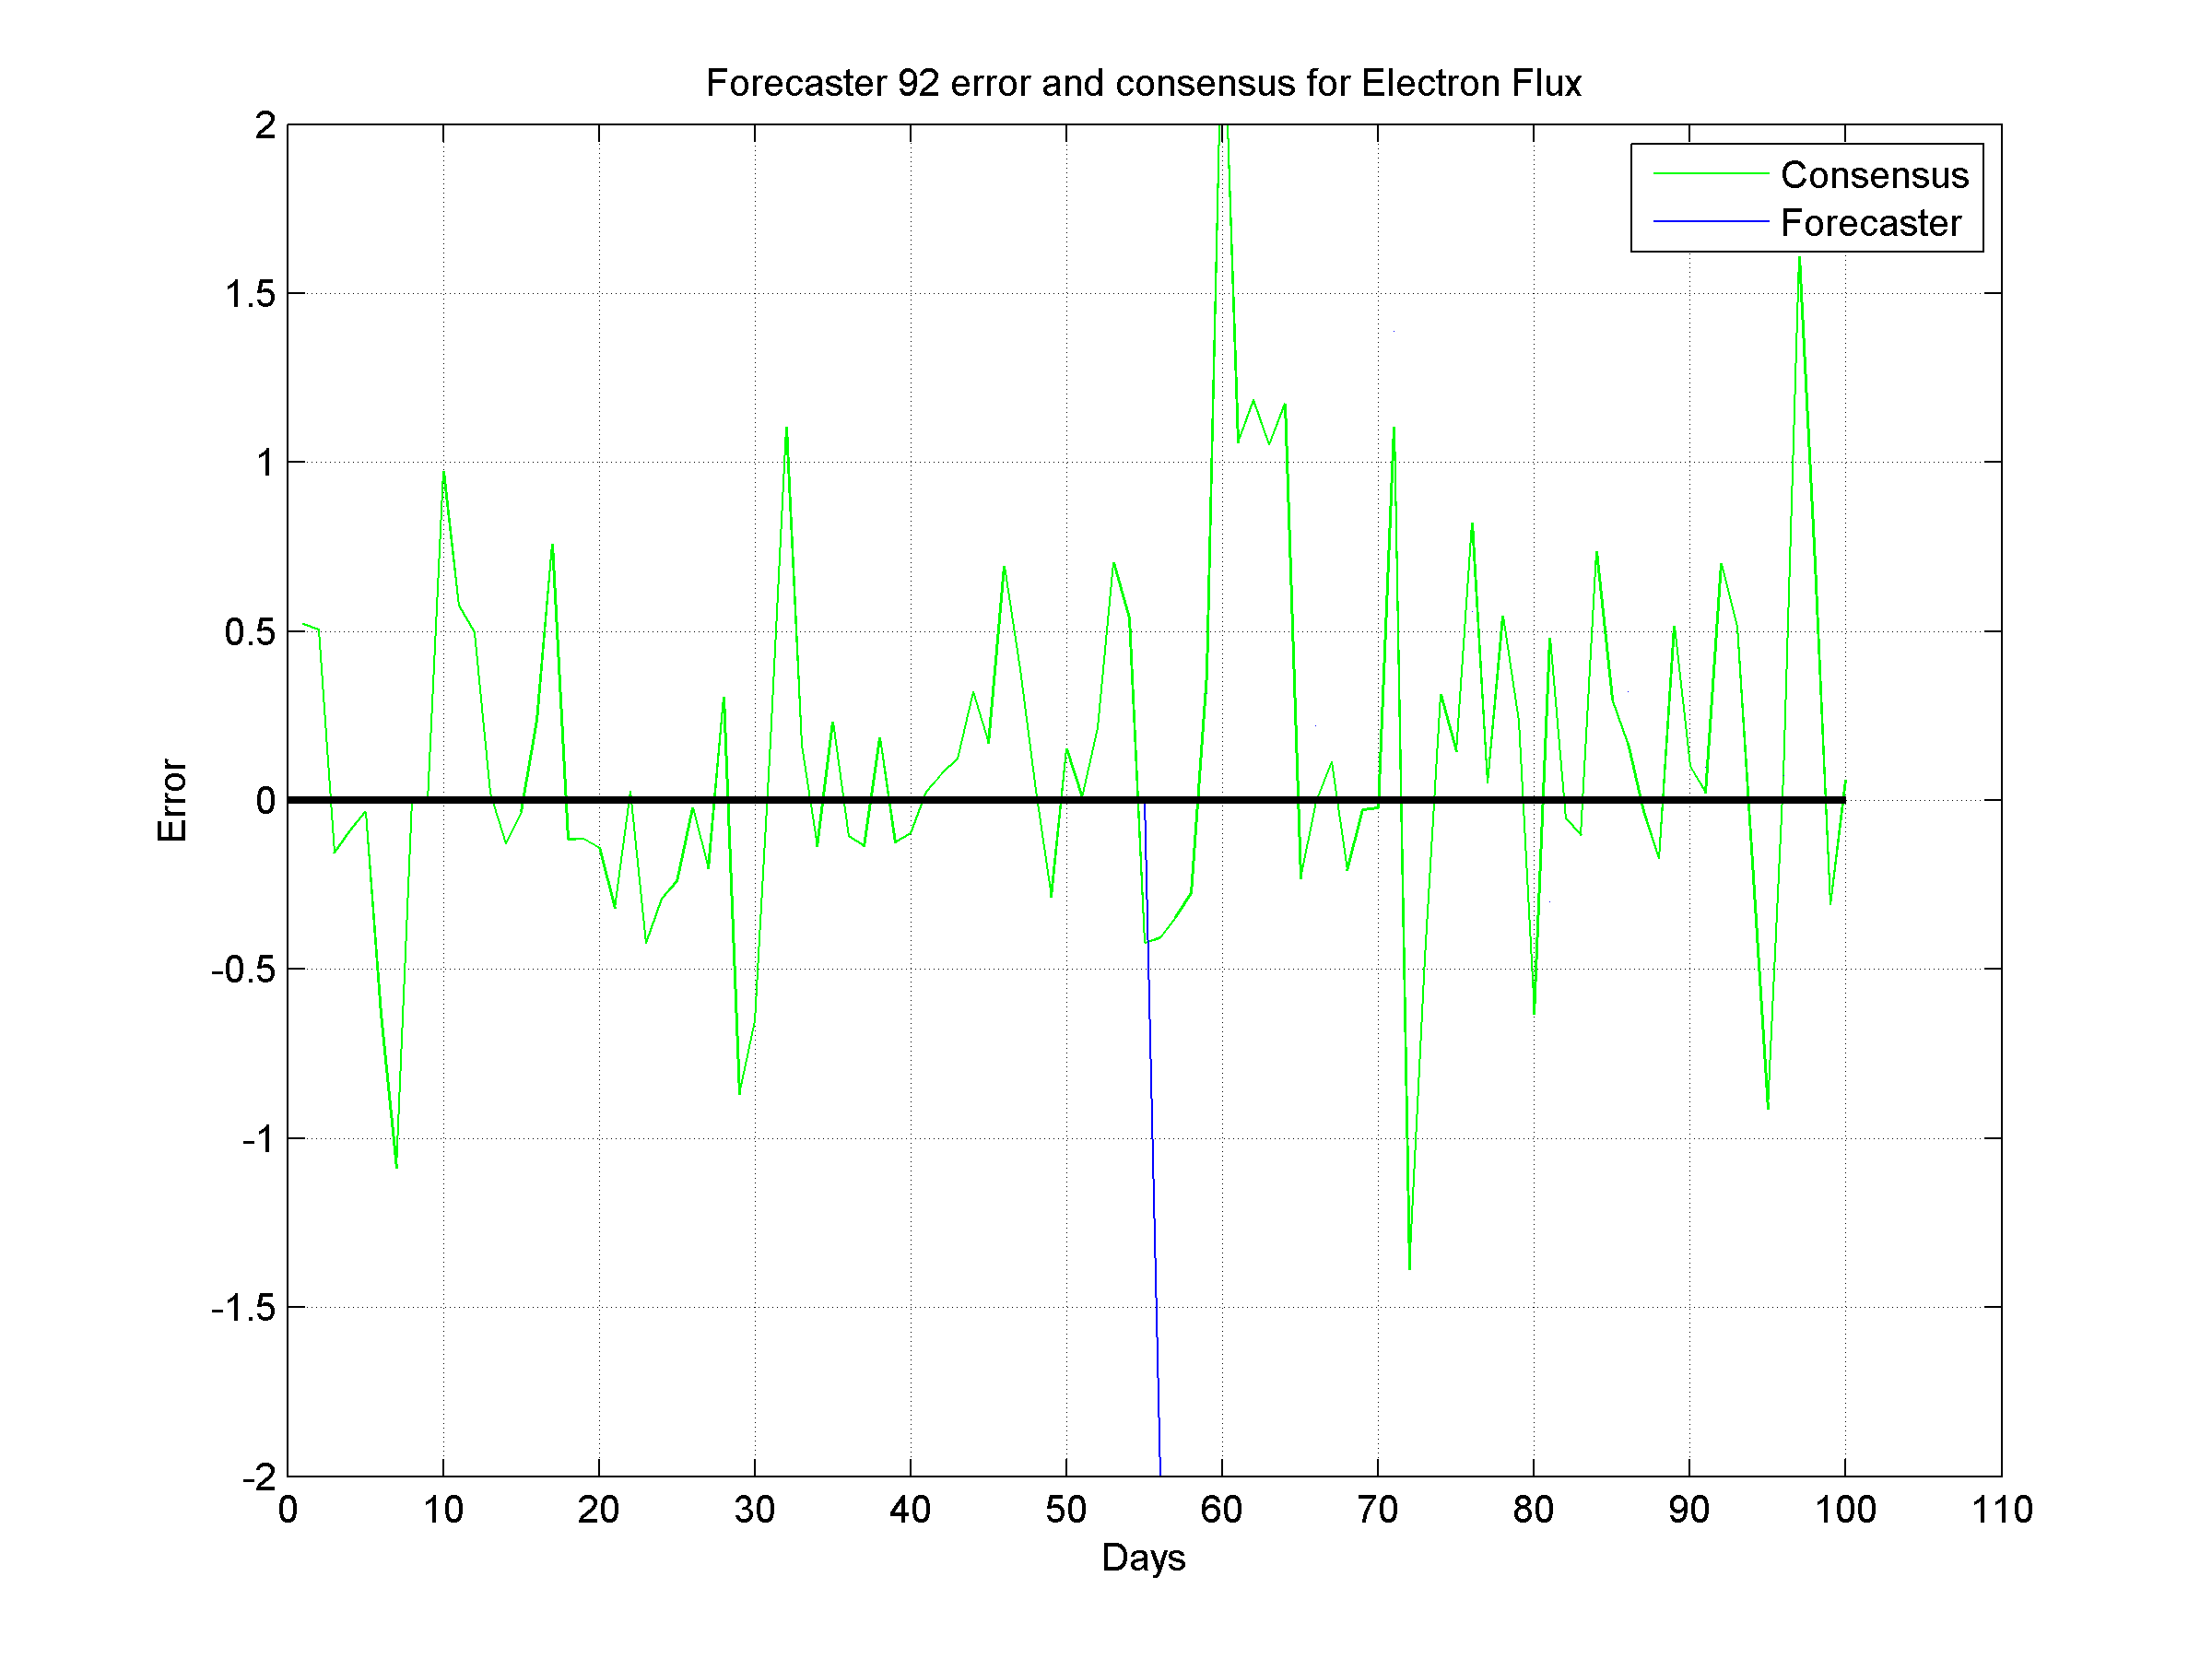 Forecaster 92 error and consensus for Electron Flux
2
1.5
1
0.5
0
-0.5
-1
-1.5
-2
Error
Consensus
Forecaster
0 10 20 30 40 50 60 70 80 90 100 110
Days